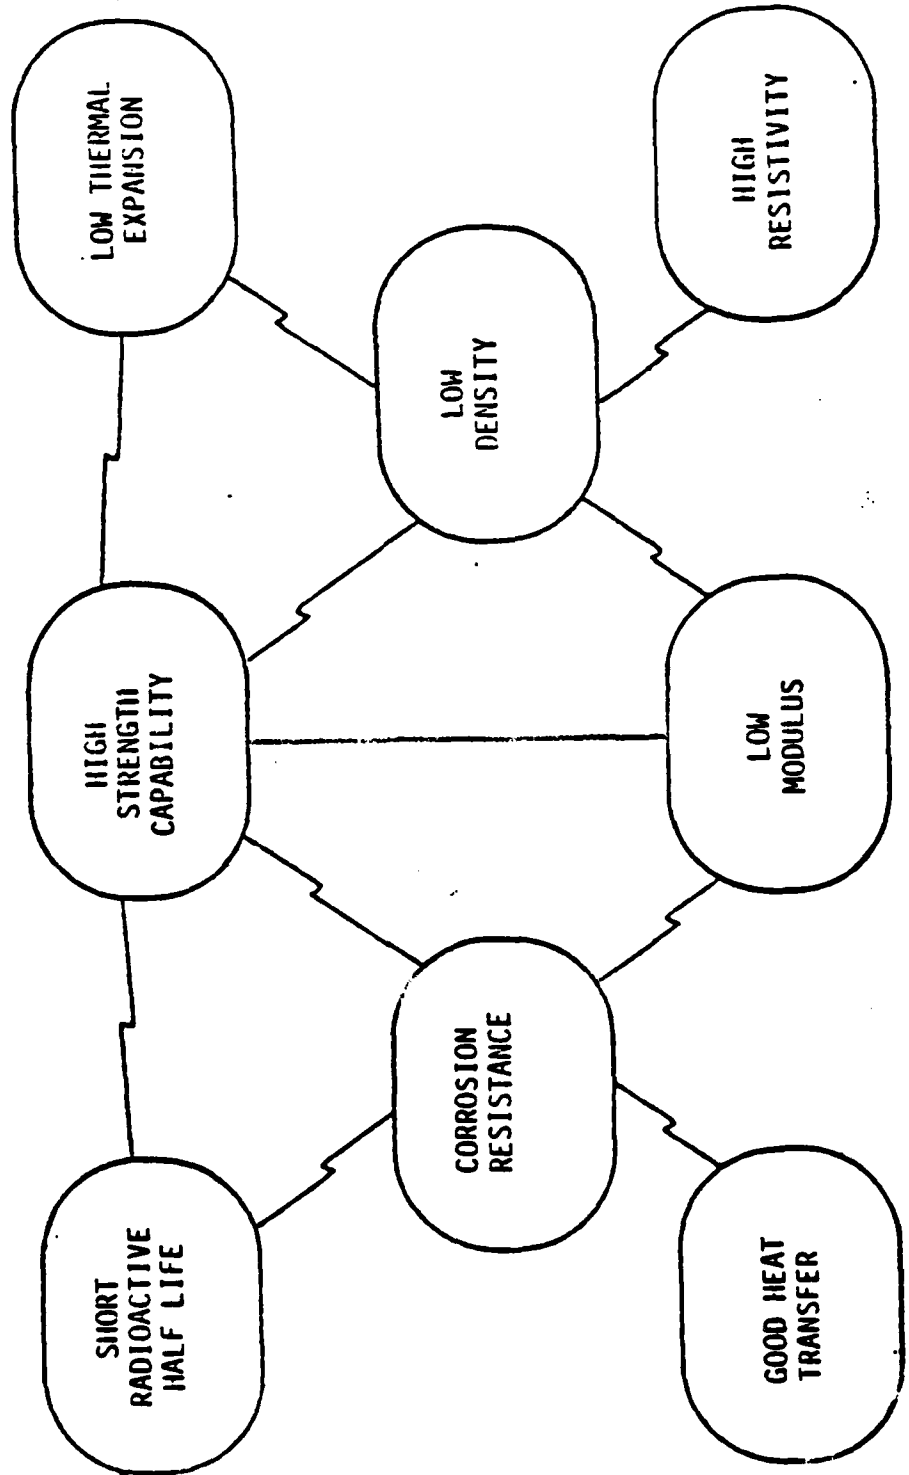 SHORT
RADIOACTIVE
HALF LIFE
HIGH
STRENGTH
CAPABILITY
LOW THERMAL
EXPANSION
CORROSION
RESISTANCE
LOW
DENSITY
GOOD HEAT
TRANSFER
LOW
MODULUS
HIGH
RESISTIVITY